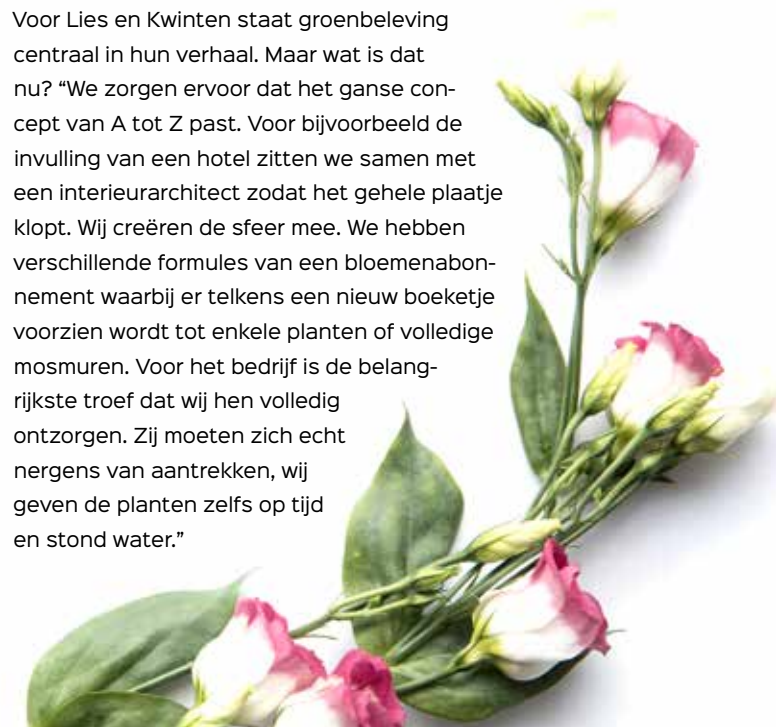 Voor Lies en Kwinten staat groenbeleving
centraal in hun verhaal. Maar wat is dat
nu? “We zorgen ervoor dat het ganse con-
cept van A tot Z past. Voor bijvoorbeeld de
invulling van een hotel zitten we samen met
een interieurarchitect zodat het gehele plaatje
klopt. Wij creëren de sfeer mee. We hebben
verschillende formules van een bloemenabon-
nement waarbij er telkens een nieuw boeketje
voorzien wordt tot enkele planten of volledige
mosmuren. Voor het bedrijf is de belang-
rijkste troef dat wij hen volledig
ontzorgen. Zij moeten zich echt
nergens van aantrekken, wij
geven de planten zelfs op tijd
en stond water.”